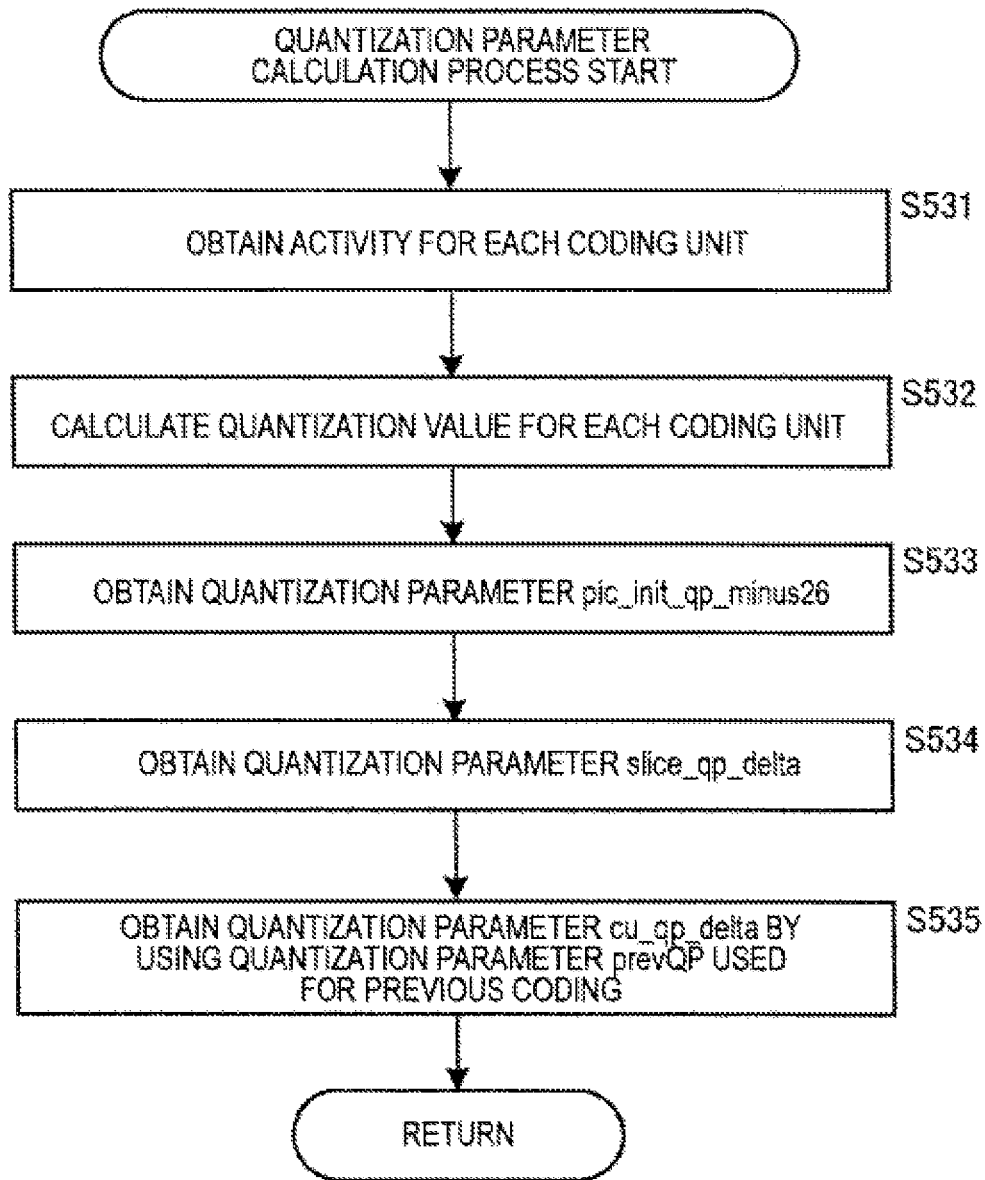 QUANTIZATION PARAMETER
CALCULATION PROCESS START
S531
OBTAIN ACTIVITY FOR EACH CODING UNIT
S532
CALCULATE QUANTIZATION VALUE FOR EACH CODING UNIT
S533
OBTAIN QUANTIZATION PARAMETER pic_init_qp_minus26
S534
OBTAIN QUANTIZATION PARAMETER slice_qp_delta
S535
OBTAIN QUANTIZATION PARAMETER cu_qp_delta BY
USING QUANTIZATION PARAMETER prevQP USED
FOR PREVIOUS CODING
RETURN